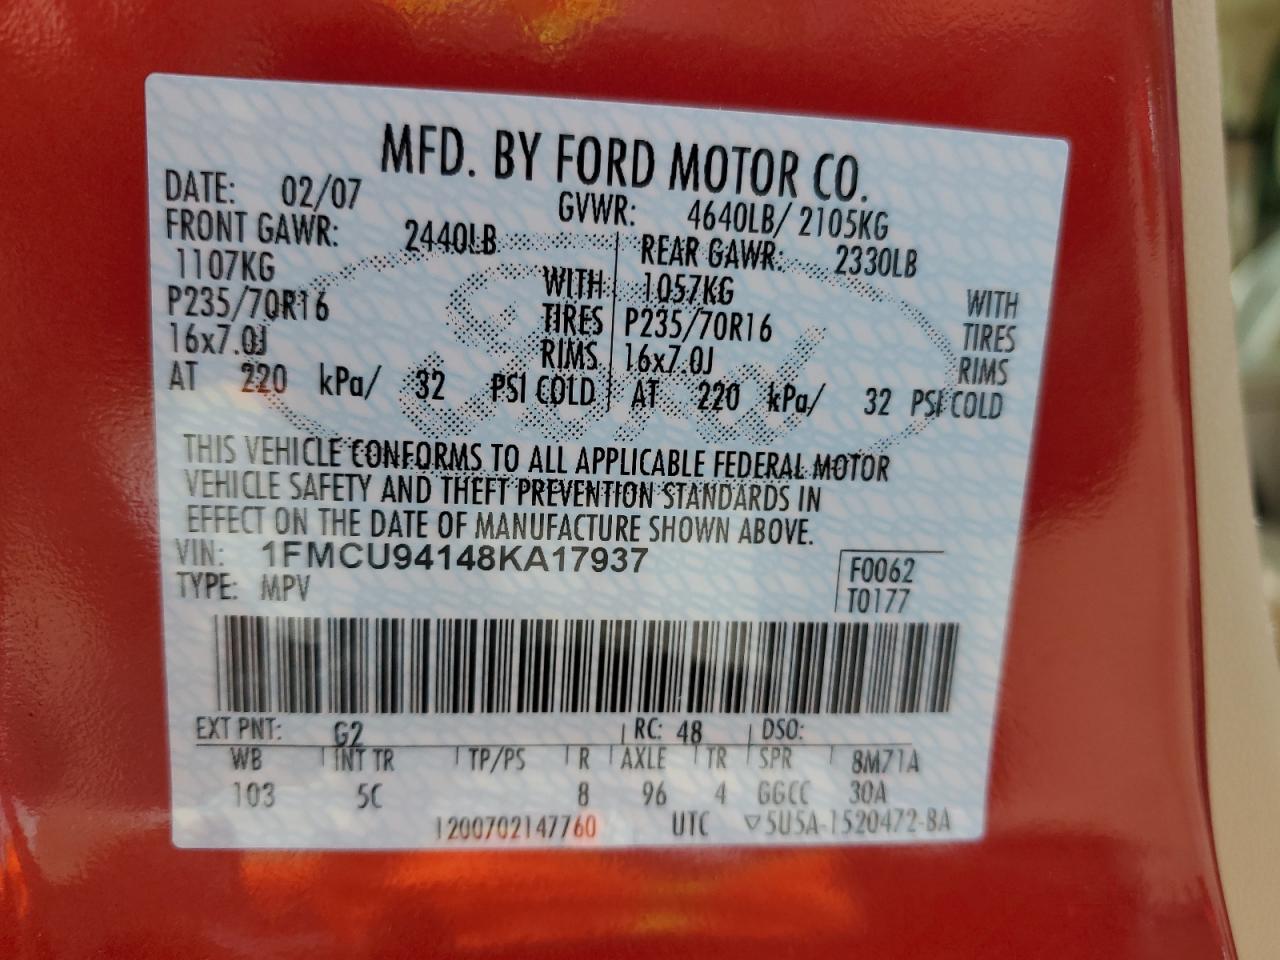 MFD. BY FORD MOTOR CO.
DATE: 02/07 GVWR: 4640LB/ 2105KG
FRONT GAWR: 2440LB REAR GAWR: 2330LB
1107KG WITH 1057KG WITH
P235/70R16 TIRES P235/70R16 TIRES
16x7.0J RIMS 16x7.0J RIMS
AT 220 kPa/ 32 PSI COLD AT 220 kPa/ 32 PSI COLD
THIS VEHICLE CONFORMS TO ALL APPLICABLE FEDERAL MOTOR
VEHICLE SAFETY AND THEFT PREVENTION STANDARDS IN
EFFECT ON THE DATE OF MANUFACTURE SHOWN ABOVE.
VIN: 1FMCU94148KA17937 F0062
TYPE: MPV T0177
EXT PNT: G2 RC: 48 DSO:
WB INT TR TP/PS R AXLE TR SPR 8M71A
103 5C 8 96 4 GGCC 30A
1200702147760 UTC ▽5U5A-1520472-BA